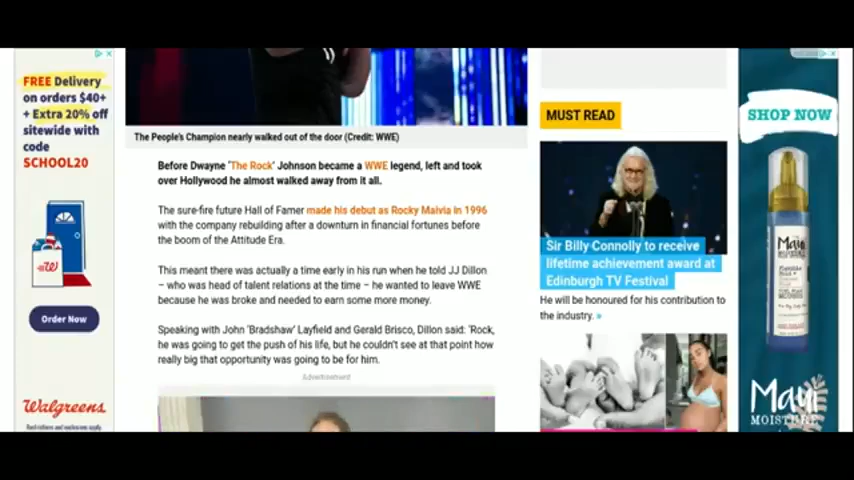 FREE Delivery
on orders $40+
+ Extra 20% off
sitewide with
code
SCHOOL20
Order Now
Walgreens
The People's Champion nearly walked out of the door (Credit: WWE)
Before Dwayne 'The Rock' Johnson became a WWE legend, left and took
over Hollywood he almost walked away from it all.
The sure-fire future Hall of Famer made his debut as Rocky Maivia in 1996
with the company rebuilding after a downturn in financial fortunes before
the boom of the Attitude Era.
This meant there was actually a time early in his run when he told JJ Dillon
– who was head of talent relations at the time – he wanted to leave WWE
because he was broke and needed to earn some more money.
Speaking with John 'Bradshaw' Layfield and Gerald Brisco, Dillon said: 'Rock,
he was going to get the push of his life, but he couldn't see at that point how
really big that opportunity was going to be for him.
Advertisement
MUST READ
Sir Billy Connolly to receive
lifetime achievement award at
Edinburgh TV Festival
He will be honoured for his contribution to
the industry. »
SHOP NOW
Maui
MOISTURE
Maui
MOISTURE